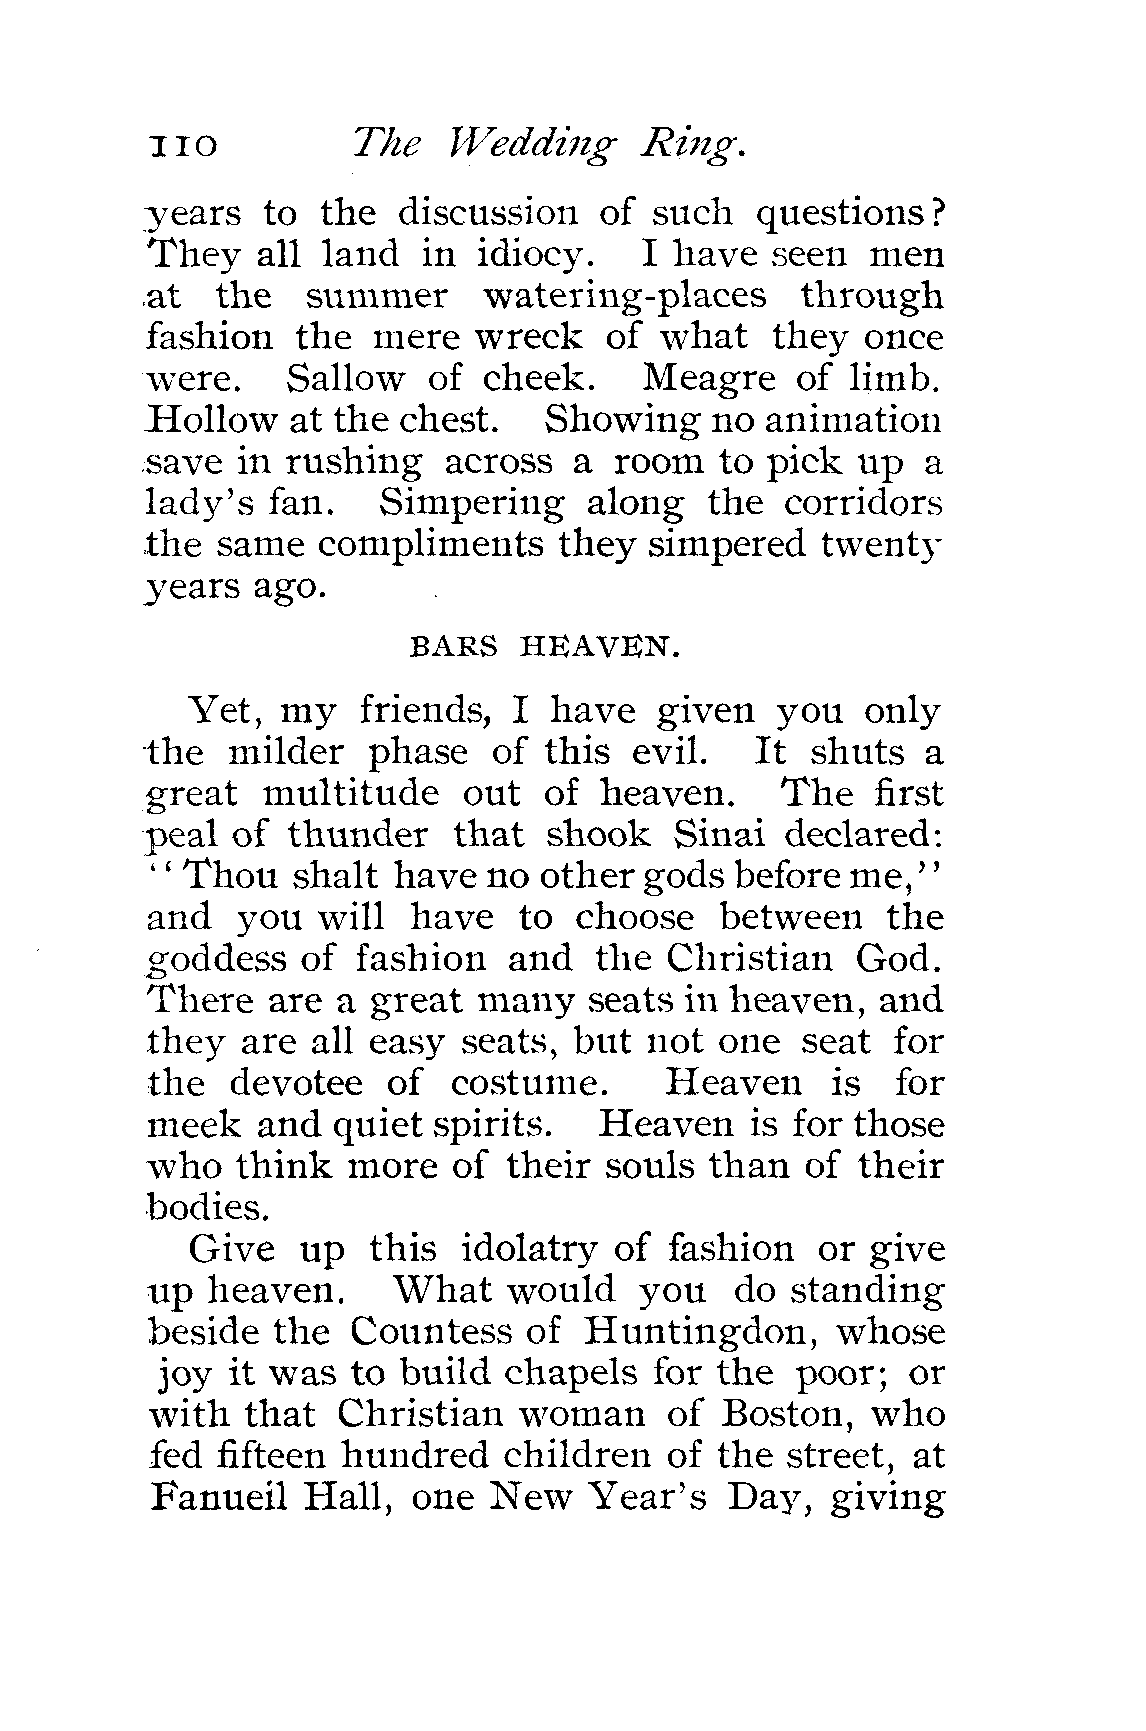 110 The Wedding Ring.
years to the discussion of such questions?
They all land in idiocy. I have seen men
at the summer watering-places through
fashion the mere wreck of what they once
were. Sallow of cheek. Meagre of limb.
Hollow at the chest. Showing no animation
save in rushing across a room to pick up a
lady's fan. Simpering along the corridors
the same compliments they simpered twenty
years ago.
BARS HEAVEN.
Yet, my friends, I have given you only
the milder phase of this evil. It shuts a
great multitude out of heaven. The first
peal of thunder that shook Sinai declared:
"Thou shalt have no other gods before me,"
and you will have to choose between the
goddess of fashion and the Christian God.
There are a great many seats in heaven, and
they are all easy seats, but not one seat for
the devotee of costume. Heaven is for
meek and quiet spirits. Heaven is for those
who think more of their souls than of their
bodies.
Give up this idolatry of fashion or give
up heaven. What would you do standing
beside the Countess of Huntingdon, whose
joy it was to build chapels for the poor; or
with that Christian woman of Boston, who
fed fifteen hundred children of the street, at
Fanueil Hall, one New Year's Day, giving